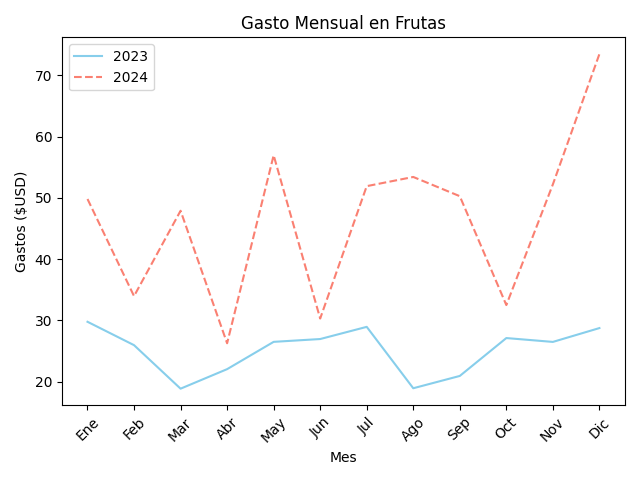 Gasto Mensual en Frutas
2023
2024
70
60
50
40
30
20
Gastos ($USD)
Ene
Feb
Mar
Abr
May
Jun
Jul
Ago
Sep
Oct
Nov
Dic
Mes